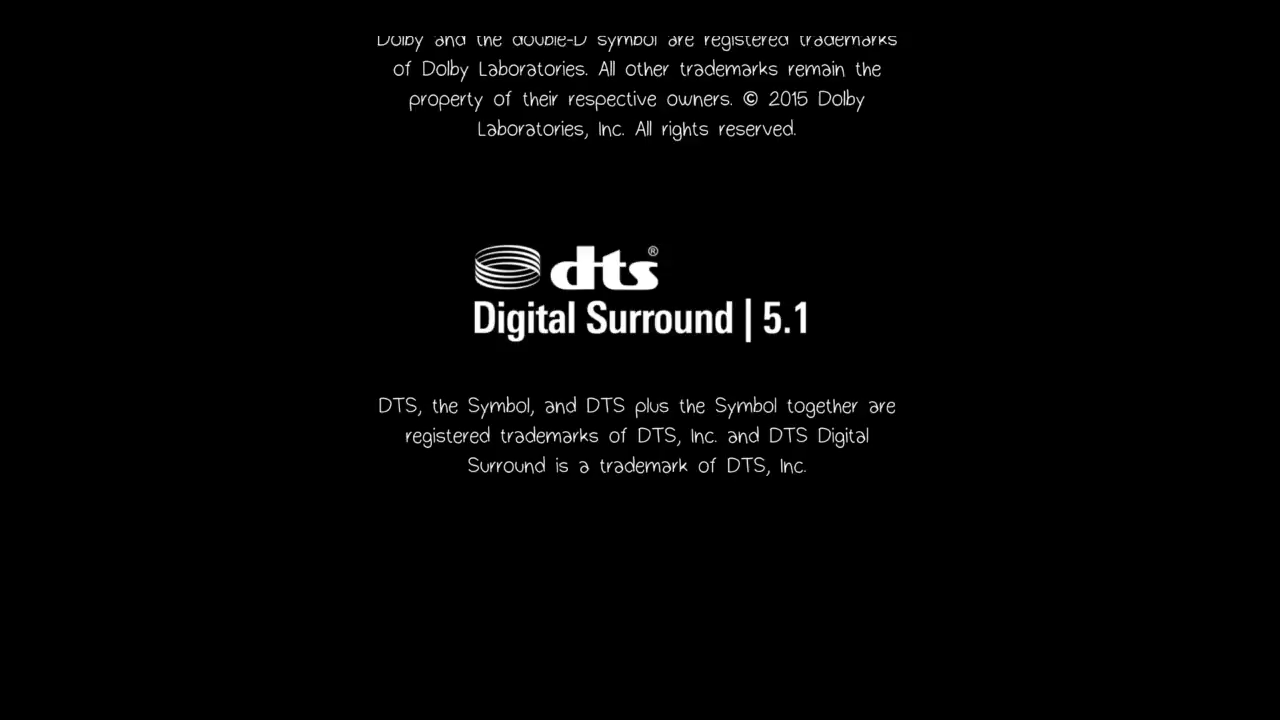 Dolby and the double-D symbol are registered trademarks
of Dolby Laboratories. All other trademarks remain the
property of their respective owners. © 2015 Dolby
Laboratories, Inc. All rights reserved.
dts®
Digital Surround | 5.1
DTS, the Symbol, and DTS plus the Symbol together are
registered trademarks of DTS, Inc. and DTS Digital
Surround is a trademark of DTS, Inc.